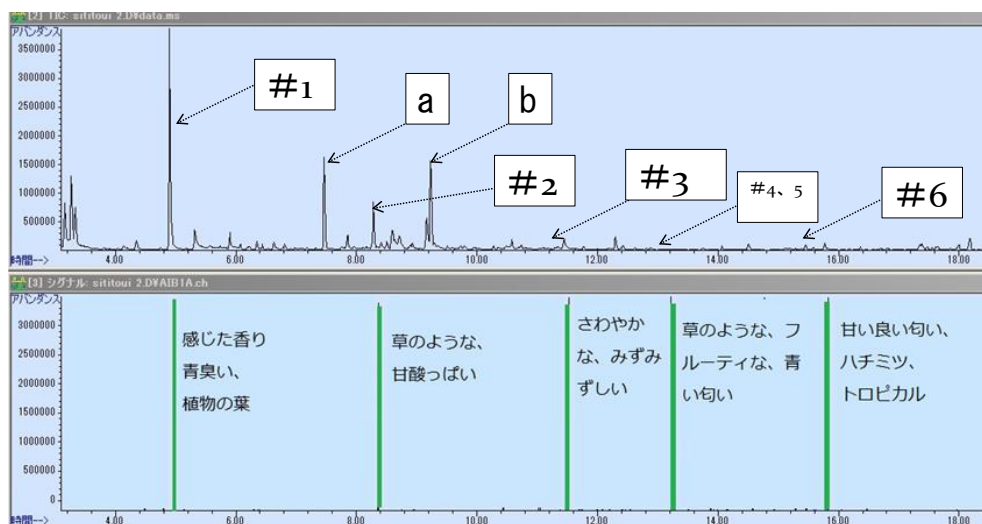 [2] TIC: sititoui 2.D¥data.ms
アバンダンス
3500000
3000000
2500000
2000000
1500000
1000000
500000
#1
a
b
#2
#3
#4、5
#6
時間-->
4.00
6.00
8.00
10.00
12.00
14.00
16.00
18.00
[3] シグナル: sititoui 2.D¥AIB1A.ch
アバンダンス
3000000
2500000
2000000
1500000
1000000
500000
0
感じた香り
青臭い、
植物の葉
草のような、
甘酸っぱい
さわやか
な、みずみ
ずしい
草のような、フ
ルーティな、青
い匂い
甘い良い匂い、
ハチミツ、
トロピカル
時間-->
4.00
6.00
8.00
10.00
12.00
14.00
16.00
18.00